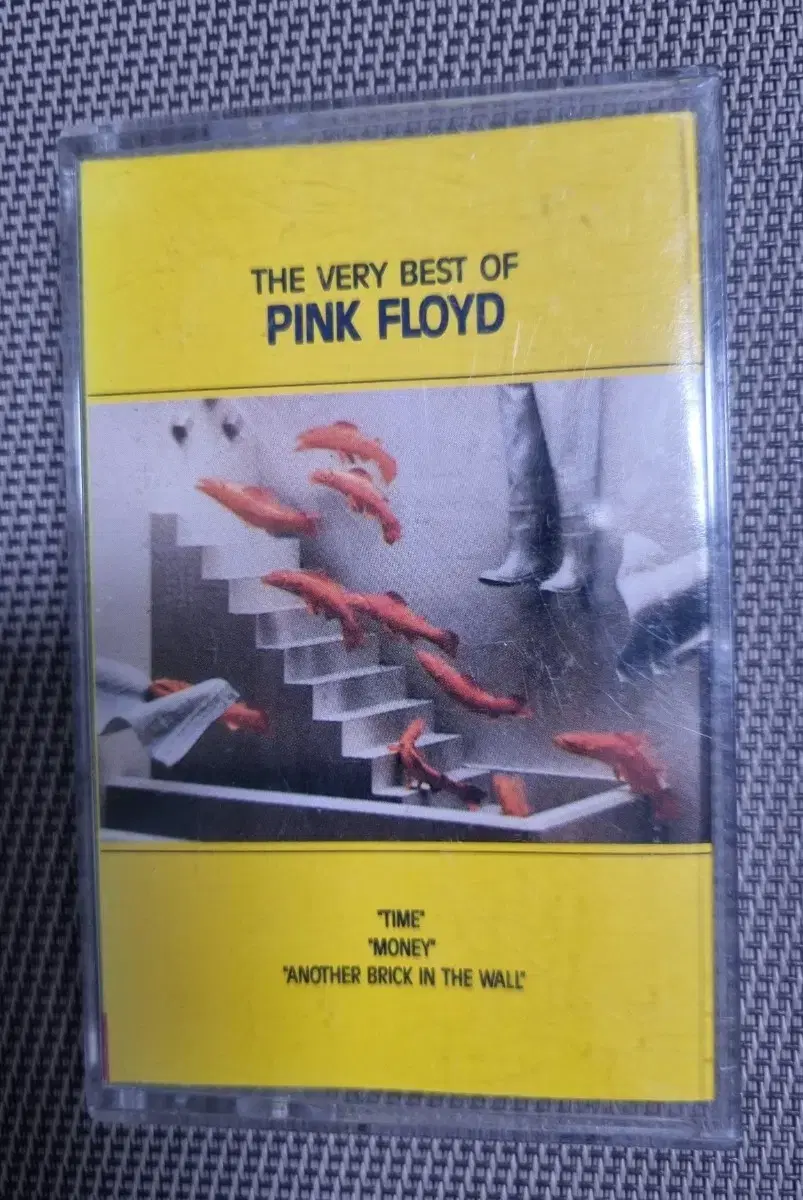 THE VERY BEST OF
PINK FLOYD
"TIME"
"MONEY"
"ANOTHER BRICK IN THE WALL"